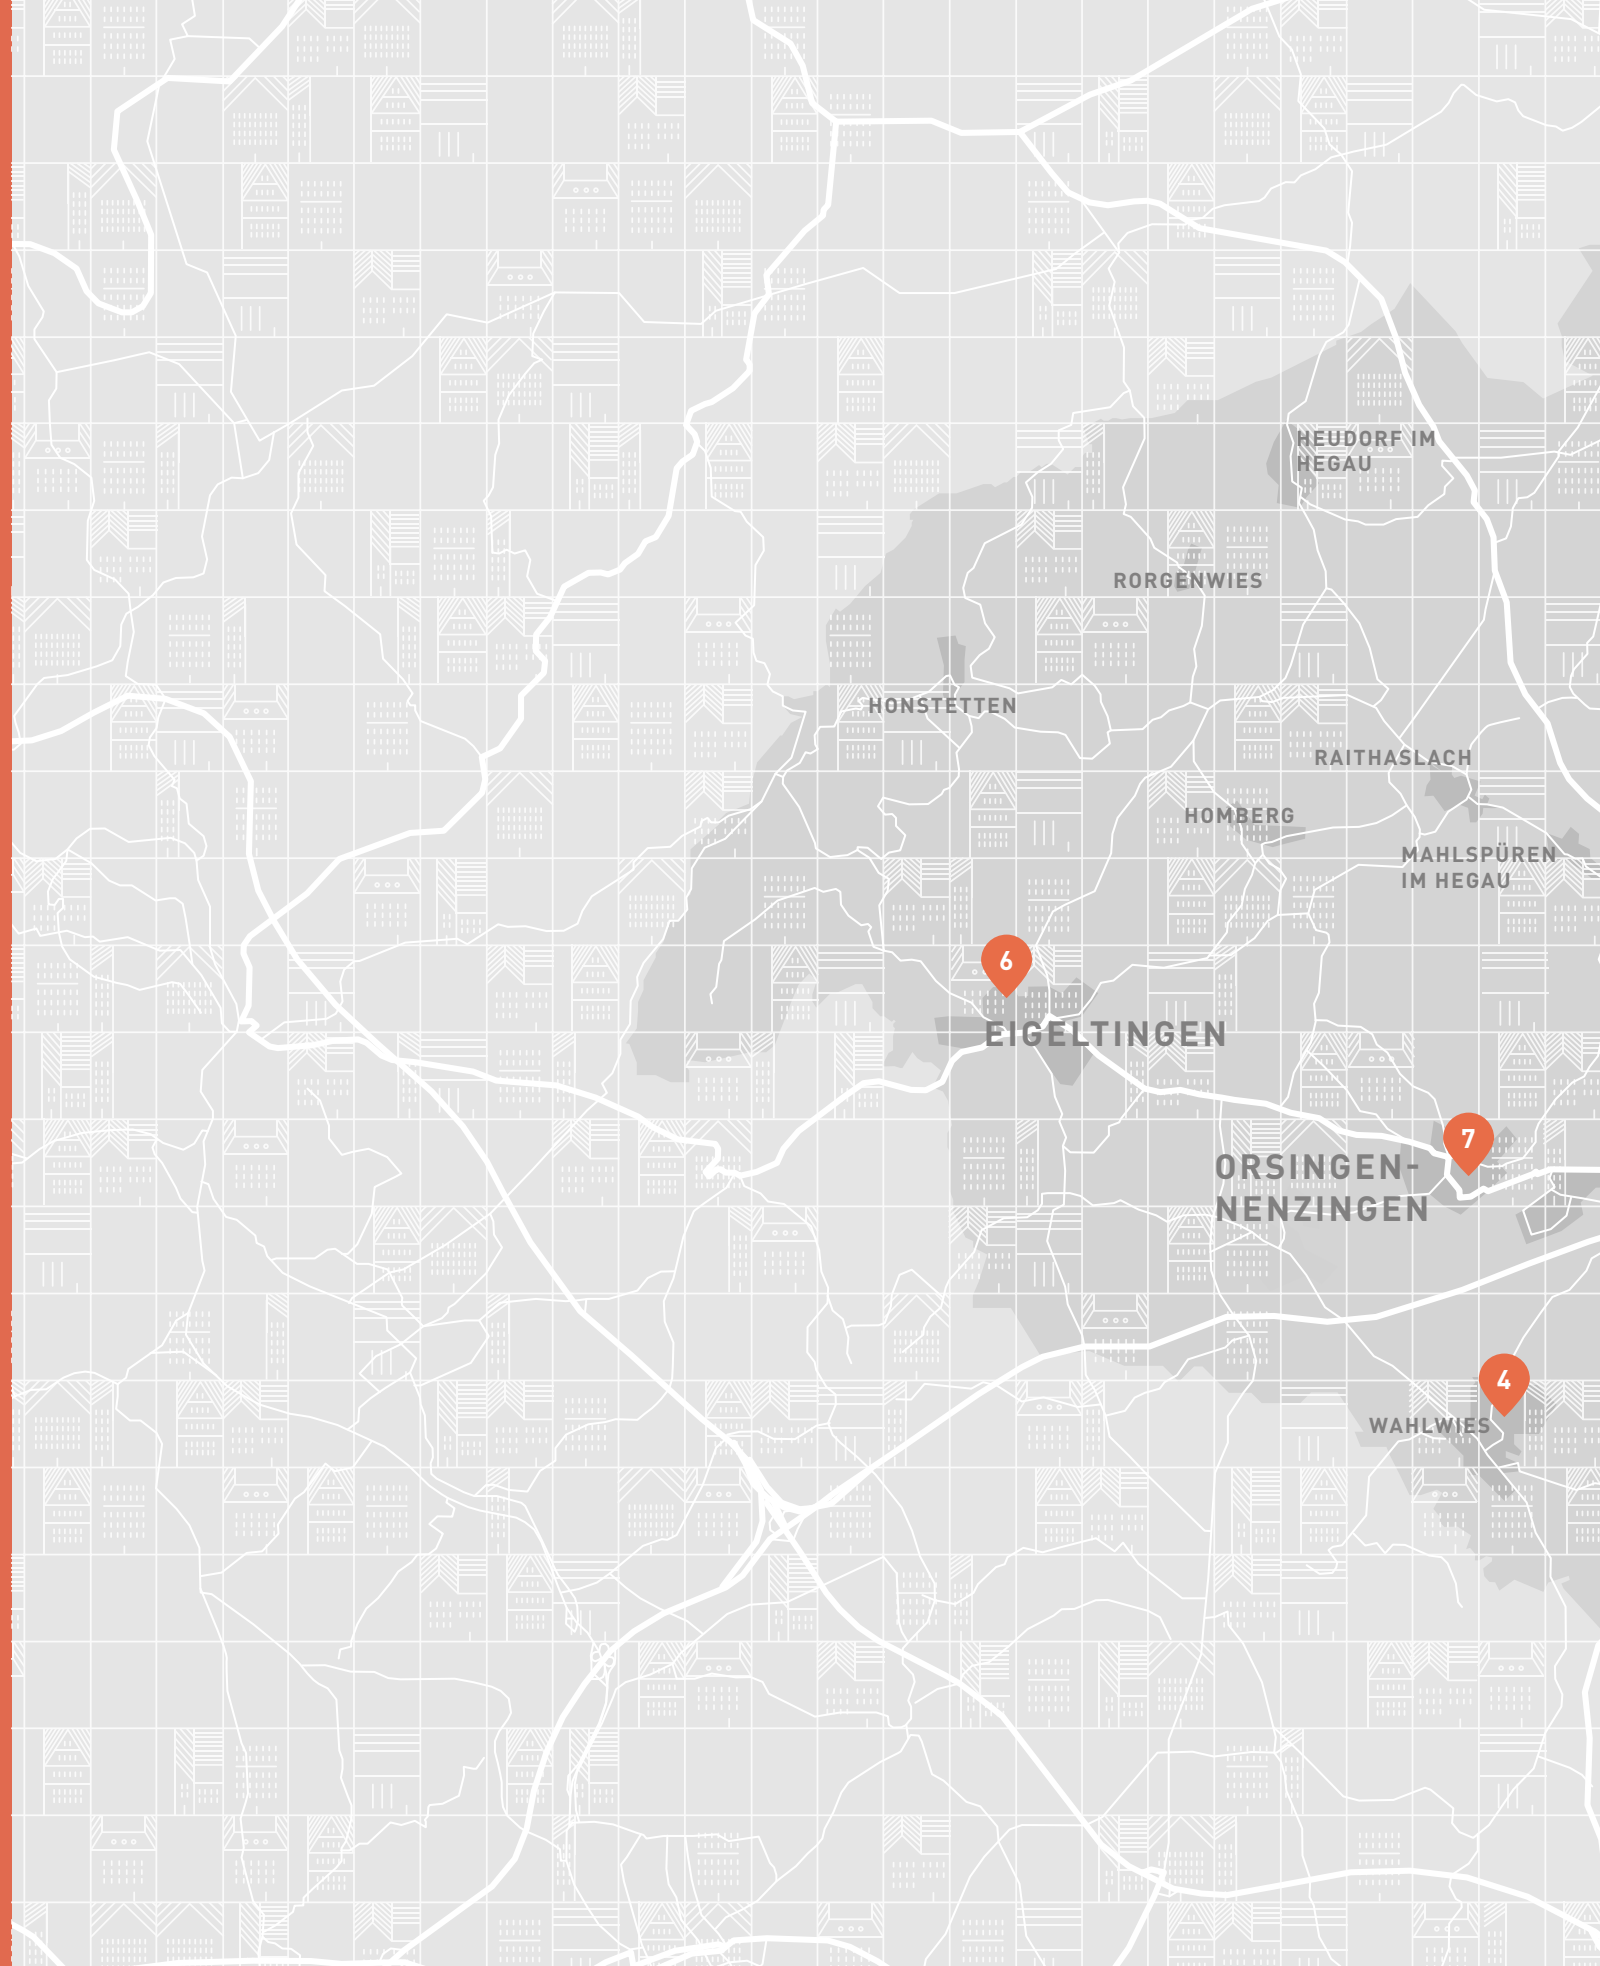 HEUDORF IM
HEGAU
RORGENWIES
HONSTETTEN
RAITHASLACH
HOMBERG
MAHLSPÜREN
IM HEGAU
6
EIGELTINGEN
7
ORSINGEN-
NENZINGEN
4
WAHLWIES